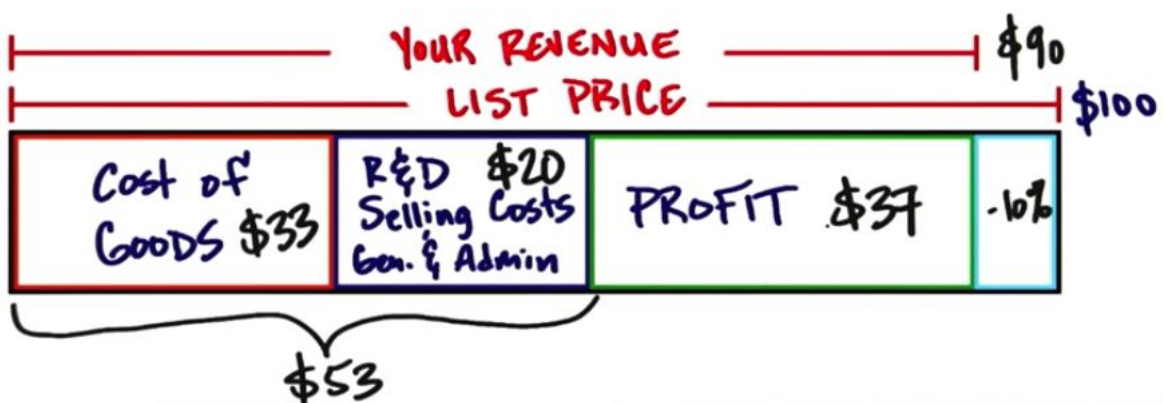 YOUR REVENUE $90
LIST PRICE $100
Cost of
GOODS $33
R&D $20
Selling Costs
Gen. & Admin
PROFIT $37
-10%
$53